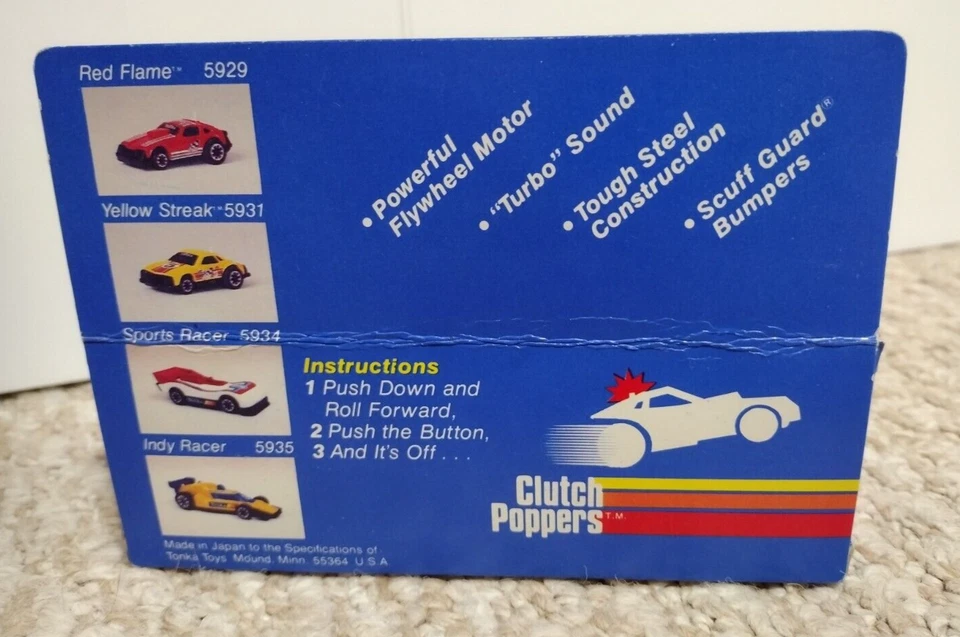 Red Flame™ 5929
Yellow Streak™ 5931
Sports Racer 5934
Indy Racer 5935
Made in Japan to the Specifications of
Tonka Toys Mound, Minn. 55364 U.S.A.
• Powerful
Flywheel Motor
• "Turbo" Sound
• Tough Steel
Construction
• Scuff Guard®
Bumpers
Instructions
1 Push Down and
Roll Forward,
2 Push the Button,
3 And It's Off . . .
Clutch
Poppers T.M.